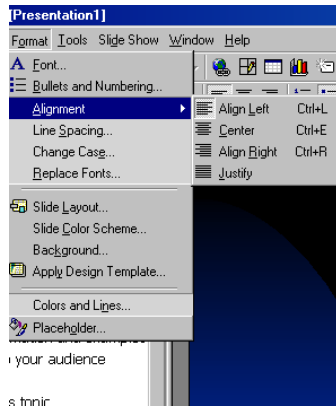 [Presentation1]
Format Tools Slide Show Window Help
Font...
Bullets and Numbering...
Alignment
Line Spacing...
Change Case...
Replace Fonts...
Slide Layout...
Slide Color Scheme...
Background...
Apply Design Template...
Colors and Lines...
Placeholder...
Align Left Ctrl+L
Center Ctrl+E
Align Right Ctrl+R
Justify
your audience